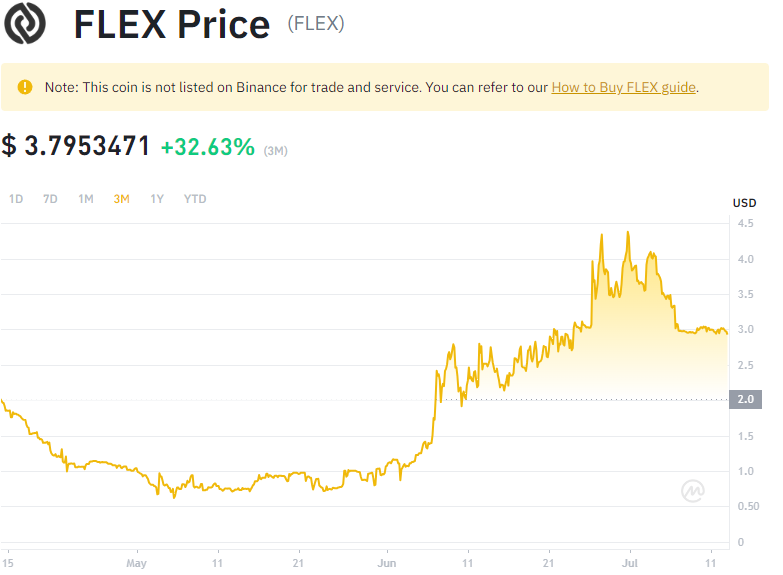 FLEX Price (FLEX)
Note: This coin is not listed on Binance for trade and service. You can refer to our How to Buy FLEX guide.
$ 3.7953471 +32.63% (3M)
1D 7D 1M 3M 1Y YTD
USD
4.5
4.0
3.5
3.0
2.5
2.0
1.5
1.0
0.50
0
15 May 11 21 Jun 11 21 Jul 11